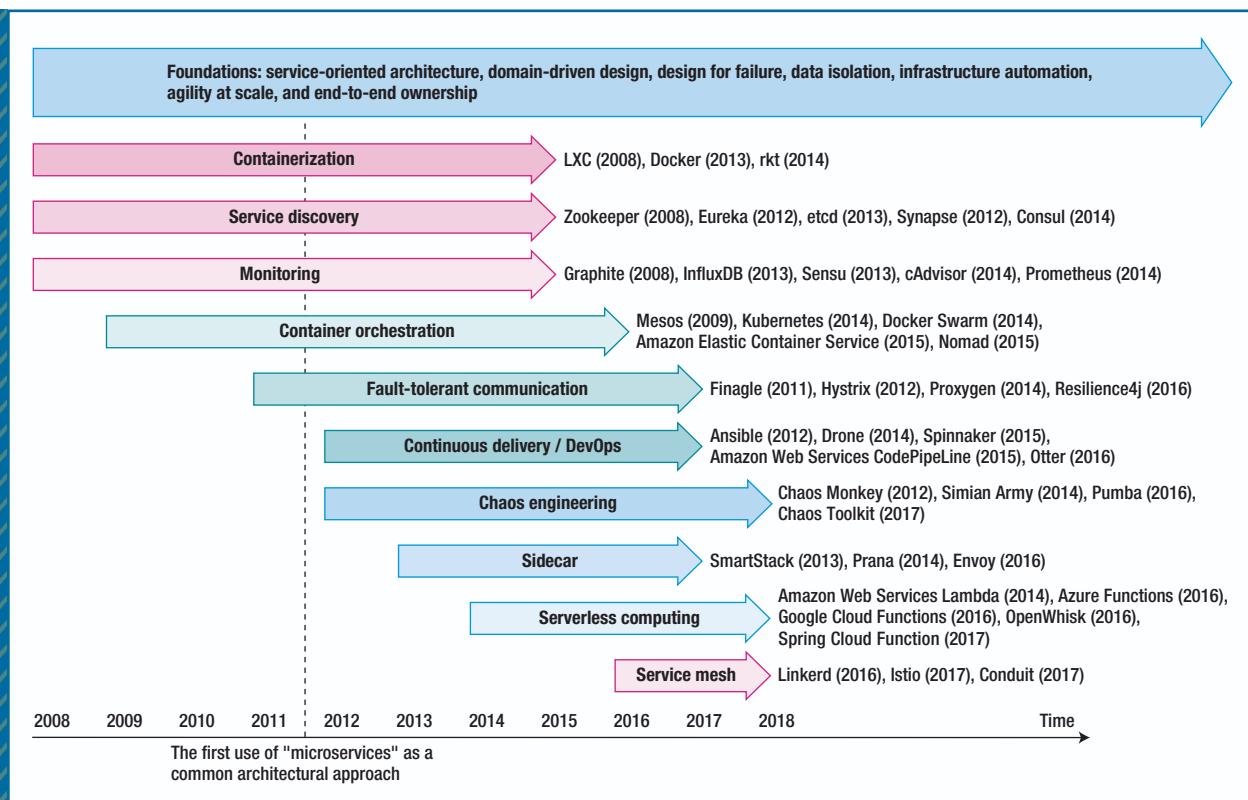 Foundations: service-oriented architecture, domain-driven design, design for failure, data isolation, infrastructure automation,
agility at scale, and end-to-end ownership
Containerization
LXC (2008), Docker (2013), rkt (2014)
Service discovery
Zookeeper (2008), Eureka (2012), etcd (2013), Synapse (2012), Consul (2014)
Monitoring
Graphite (2008), InfluxDB (2013), Sensu (2013), cAdvisor (2014), Prometheus (2014)
Container orchestration
Mesos (2009), Kubernetes (2014), Docker Swarm (2014),
Amazon Elastic Container Service (2015), Nomad (2015)
Fault-tolerant communication
Finagle (2011), Hystrix (2012), Proxygen (2014), Resilience4j (2016)
Continuous delivery / DevOps
Ansible (2012), Drone (2014), Spinnaker (2015),
Amazon Web Services CodePipeLine (2015), Otter (2016)
Chaos engineering
Chaos Monkey (2012), Simian Army (2014), Pumba (2016),
Chaos Toolkit (2017)
Sidecar
SmartStack (2013), Prana (2014), Envoy (2016)
Serverless computing
Amazon Web Services Lambda (2014), Azure Functions (2016),
Google Cloud Functions (2016), OpenWhisk (2016),
Spring Cloud Function (2017)
Service mesh
Linkerd (2016), Istio (2017), Conduit (2017)
2008 2009 2010 2011 2012 2013 2014 2015 2016 2017 2018 Time
The first use of "microservices" as a
common architectural approach